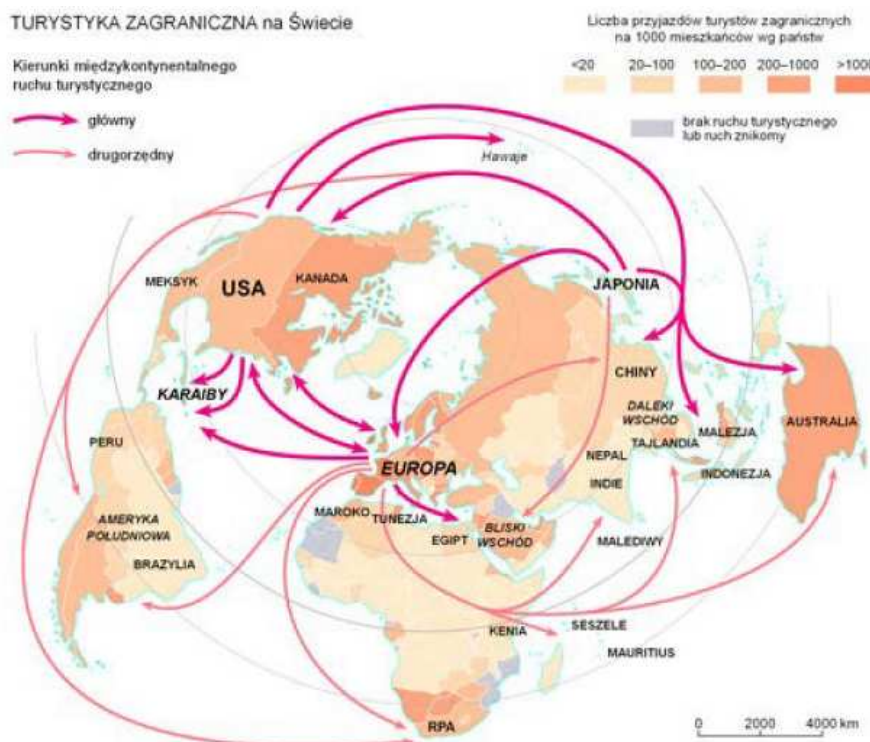 TURYSTYKA ZAGRANICZNA na Świecie
Kierunki międzykontynentalnego
ruchu turystycznego
główny
drugorzędny
Liczba przyjazdów turystów zagranicznych
na 1000 mieszkańców wg państw
<20 20–100 100–200 200–1000 >1000
brak ruchu turystycznego
lub ruch znikomy
Hawaje
MEKSYK
USA
KANADA
JAPONIA
KARAIBY
CHINY
DALEKI
WSCHÓD
TAJLANDIA
MALEZJA
AUSTRALIA
PERU
EUROPA
NEPAL
INDIE
INDONEZJA
MAROKO
TUNEZJA
EGIPT
BLISKI
WSCHÓD
MALEDIWY
AMERYKA
POŁUDNIOWA
BRAZYLIA
KENIA
SESZELE
MAURITIUS
RPA
0 2000 4000 km